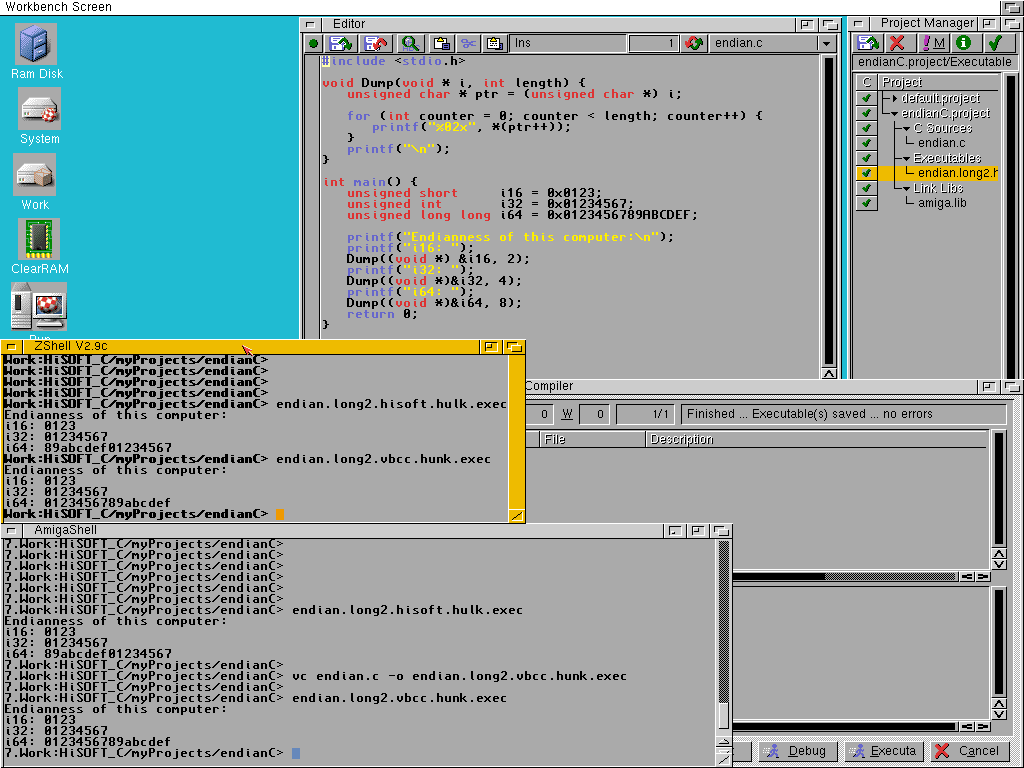 Workbench Screen
Ram Disk
System
Work
ClearRAM
Editor
Ins
1
endian.c
#include <stdio.h>
void Dump(void * i, int length) {
unsigned char * ptr = (unsigned char *) i;
for (int counter = 0; counter < length; counter++) {
printf("%02x", *(ptr++));
}
printf("\n");
}
int main() {
unsigned short i16 = 0x0123;
unsigned int i32 = 0x01234567;
unsigned long long i64 = 0x0123456789ABCDEF;
printf("Endianness of this computer:\n");
printf("i16: ");
Dump((void *) &i16, 2);
printf("i32: ");
Dump((void *)&i32, 4);
printf("i64: ");
Dump((void *)&i64, 8);
return 0;
}
Project Manager
M
endianC.project/Executable
C Project
default.project
endianC.project
C Sources
endian.c
Executables
endian.long2.h
Link Libs
amiga.lib
ZShell V2.9c
Work:HiSOFT_C/myProjects/endianC>
Work:HiSOFT_C/myProjects/endianC>
Work:HiSOFT_C/myProjects/endianC>
Work:HiSOFT_C/myProjects/endianC>
Work:HiSOFT_C/myProjects/endianC> endian.long2.hisoft.hulk.exec
Endianness of this computer:
i16: 0123
i32: 01234567
i64: 89abcdef01234567
Work:HiSOFT_C/myProjects/endianC> endian.long2.vbcc.hunk.exec
Endianness of this computer:
i16: 0123
i32: 01234567
i64: 0123456789abcdef
Work:HiSOFT_C/myProjects/endianC>
Compiler
0 W 0 1/1 Finished ... Executable(s) saved ... no errors
File Description
AmigaShell
7.Work:HiSOFT_C/myProjects/endianC>
7.Work:HiSOFT_C/myProjects/endianC>
7.Work:HiSOFT_C/myProjects/endianC>
7.Work:HiSOFT_C/myProjects/endianC>
7.Work:HiSOFT_C/myProjects/endianC>
7.Work:HiSOFT_C/myProjects/endianC>
7.Work:HiSOFT_C/myProjects/endianC> endian.long2.hisoft.hulk.exec
Endianness of this computer:
i16: 0123
i32: 01234567
i64: 89abcdef01234567
7.Work:HiSOFT_C/myProjects/endianC>
7.Work:HiSOFT_C/myProjects/endianC> vc endian.c -o endian.long2.vbcc.hunk.exec
7.Work:HiSOFT_C/myProjects/endianC>
7.Work:HiSOFT_C/myProjects/endianC> endian.long2.vbcc.hunk.exec
Endianness of this computer:
i16: 0123
i32: 01234567
i64: 0123456789abcdef
7.Work:HiSOFT_C/myProjects/endianC>
Debug
Executa
Cancel